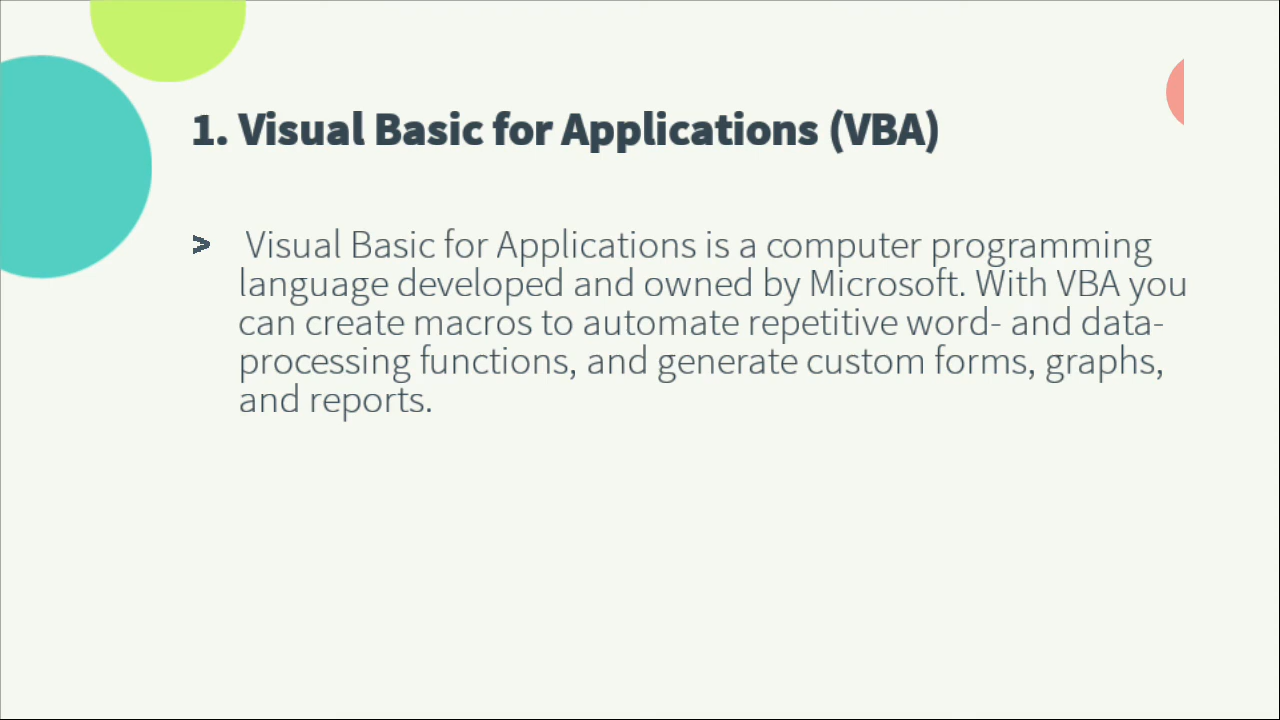 1. Visual Basic for Applications (VBA)
> Visual Basic for Applications is a computer programming
language developed and owned by Microsoft. With VBA you
can create macros to automate repetitive word- and data-
processing functions, and generate custom forms, graphs,
and reports.